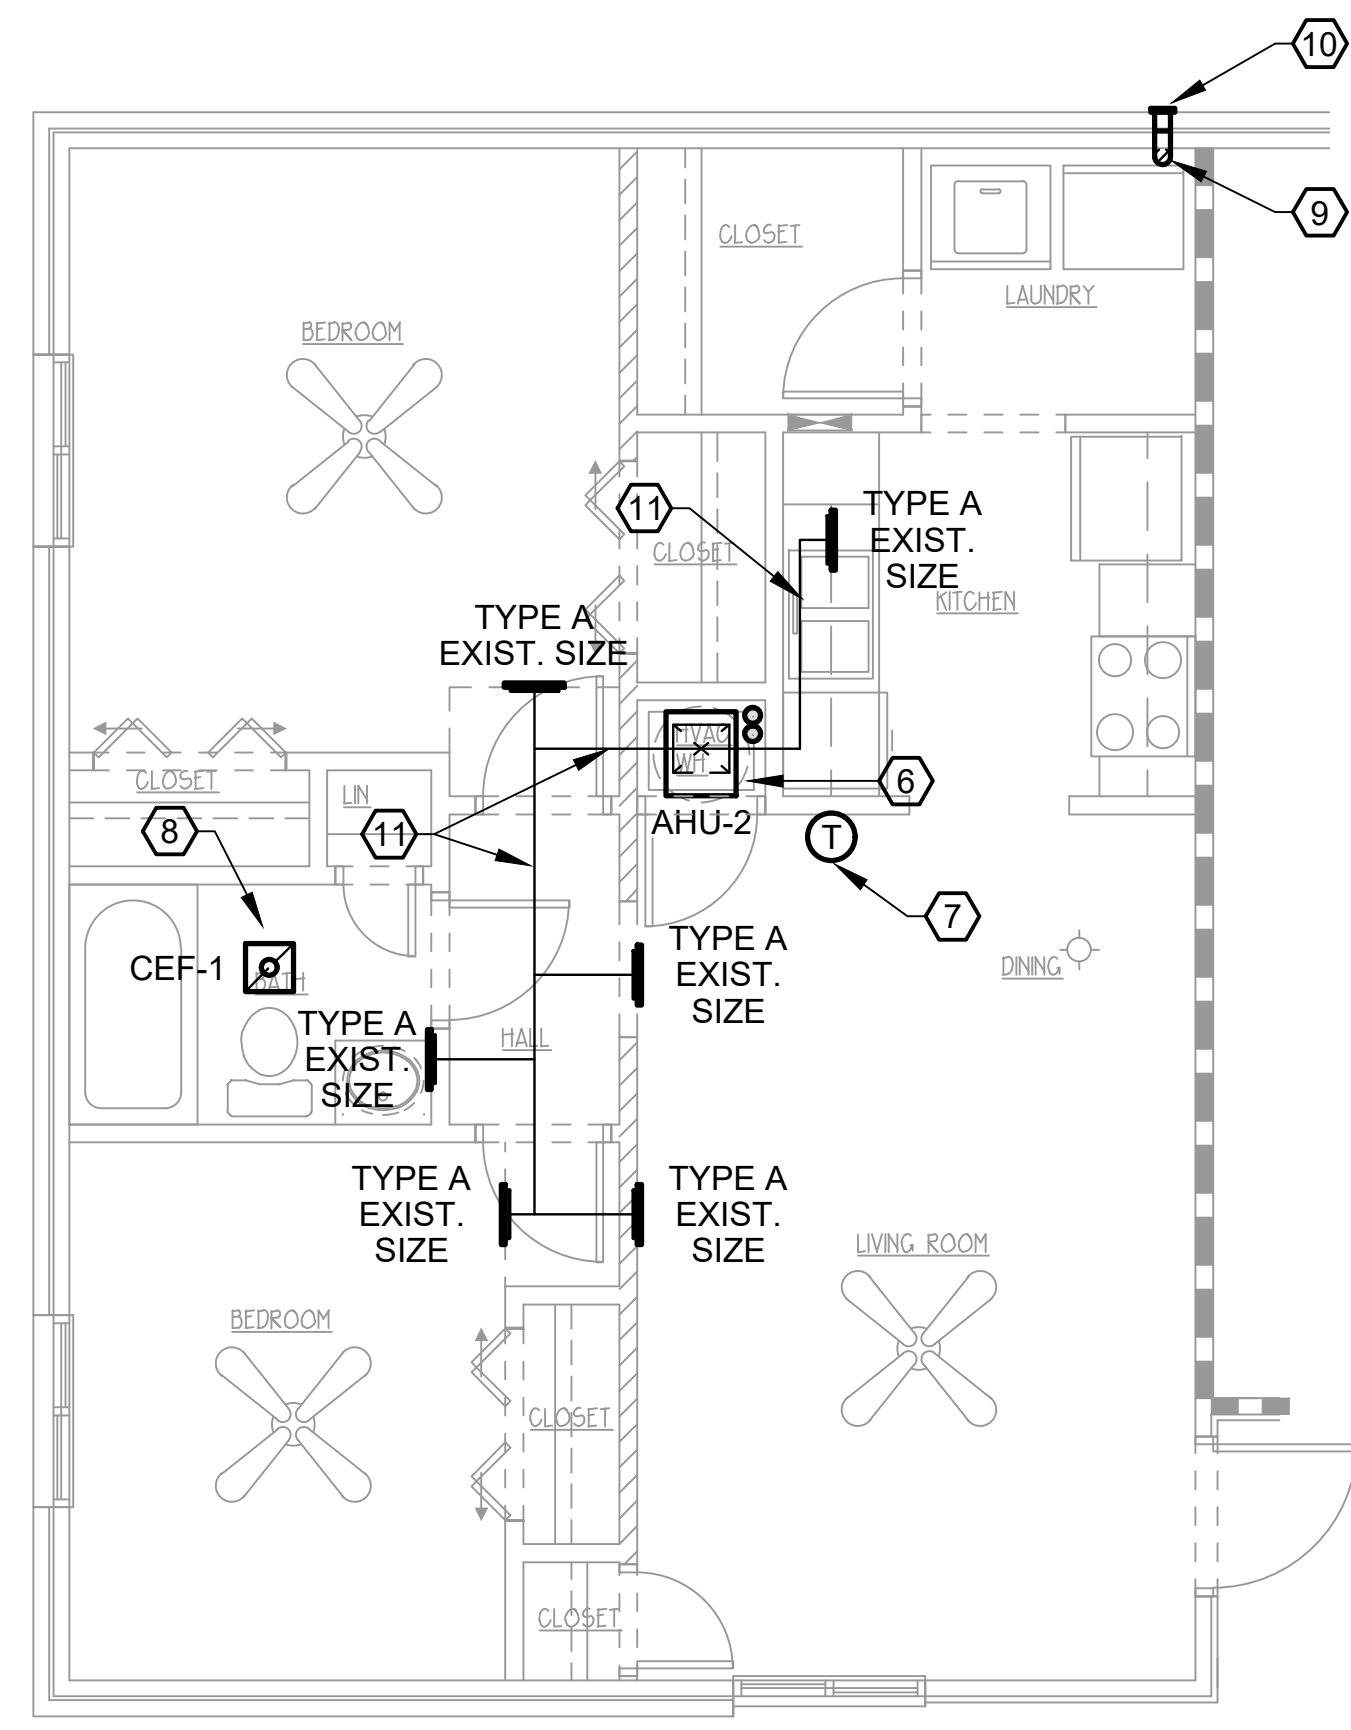 10
9
CLOSET
LAUNDRY
BEDROOM
11
TYPE A
EXIST.
SIZE
CLOSET
KITCHEN
TYPE A
EXIST. SIZE
HVAC
WH
CLOSET
LIN
6
8
11
AHU-2
T
7
TYPE A
EXIST.
SIZE
CEF-1
BATH
DINING
TYPE A
EXIST.
SIZE
HALL
TYPE A
EXIST.
SIZE
TYPE A
EXIST.
SIZE
LIVING ROOM
BEDROOM
CLOSET
CLOSET